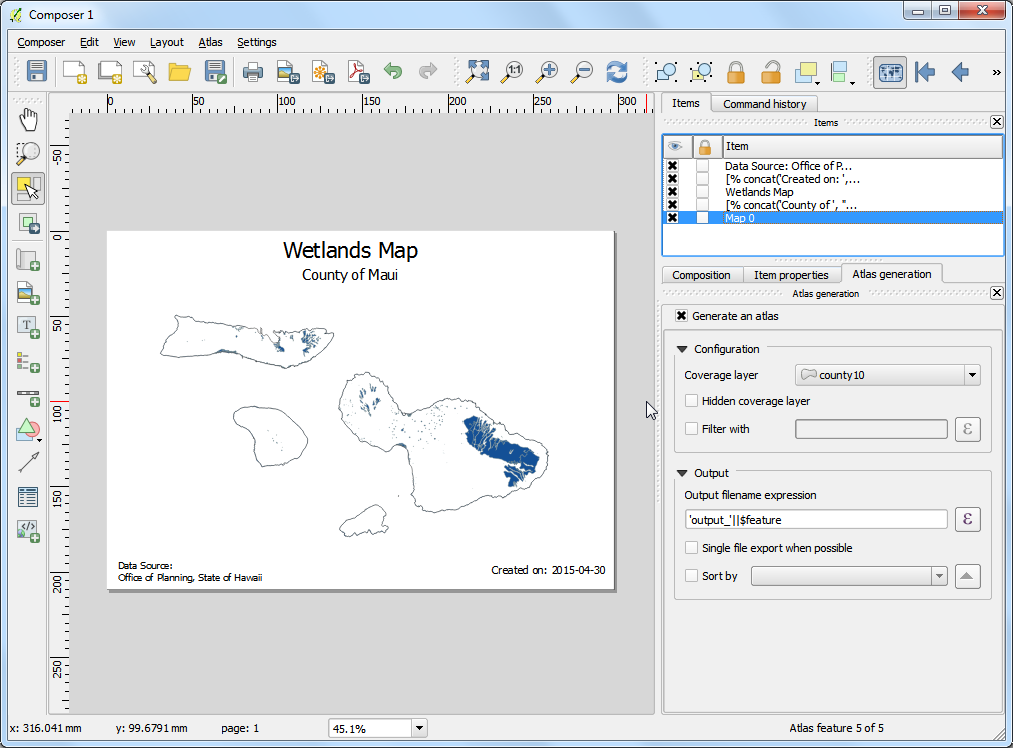 Composer 1
Composer Edit View Layout Atlas Settings
1:1
»
0 50 100 150 200 250 300
-50
0
50
100
150
200
250
T
Wetlands Map
County of Maui
Data Source:
Office of Planning, State of Hawaii
Created on: 2015-04-30
Items Command history
Items
Item
Data Source: Office of P...
[% concat('Created on: ',...
Wetlands Map
[% concat('County of ', "...
Map 0
Composition Item properties Atlas generation
Atlas generation
Generate an atlas
Configuration
Coverage layer county10
Hidden coverage layer
Filter with ε
Output
Output filename expression
'output_'||$feature ε
Single file export when possible
Sort by
x: 316.041 mm y: 99.6791 mm page: 1 45.1% Atlas feature 5 of 5